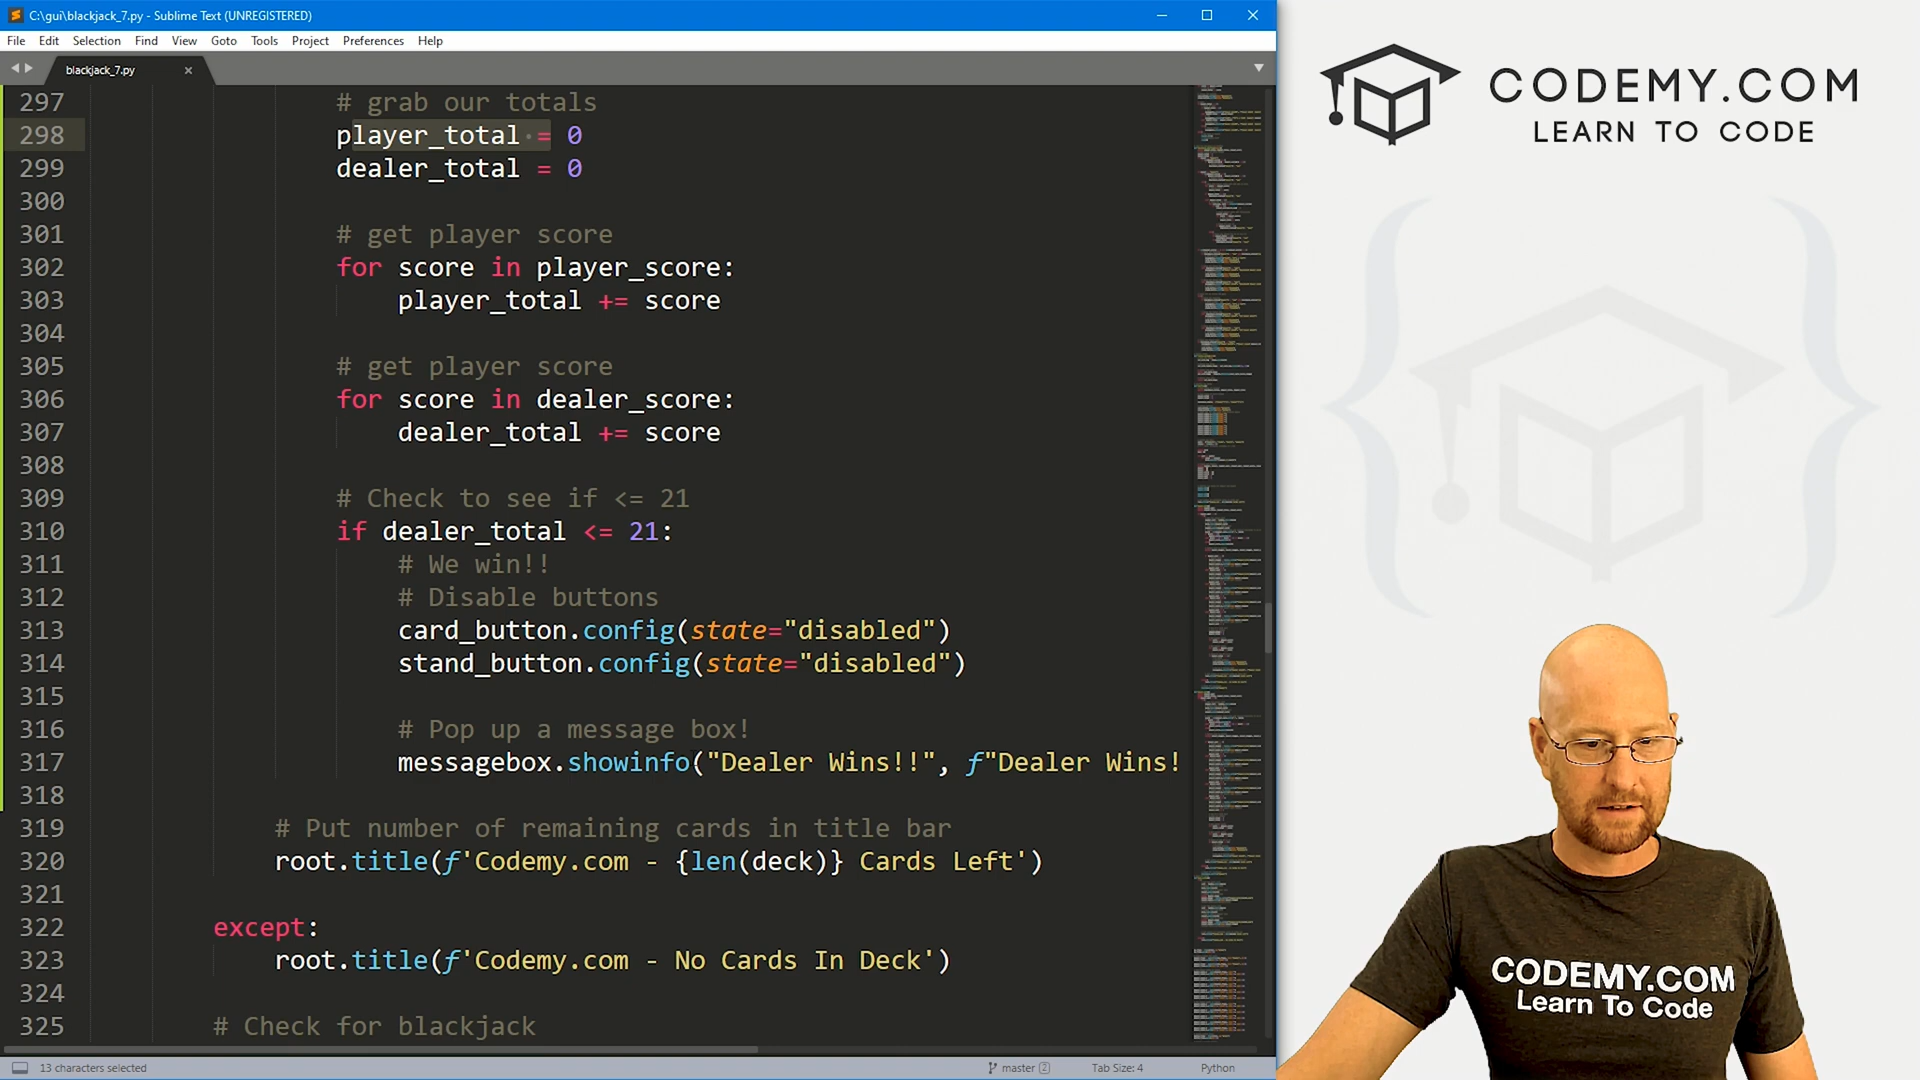 C:\gui\blackjack_7.py - Sublime Text (UNREGISTERED)
File Edit Selection Find View Goto Tools Project Preferences Help
blackjack_7.py
297 # grab our totals
298 player_total = 0
299 dealer_total = 0
300
301 # get player score
302 for score in player_score:
303 player_total += score
304
305 # get player score
306 for score in dealer_score:
307 dealer_total += score
308
309 # Check to see if <= 21
310 if dealer_total <= 21:
311 # We win!!
312 # Disable buttons
313 card_button.config(state="disabled")
314 stand_button.config(state="disabled")
315
316 # Pop up a message box!
317 messagebox.showinfo("Dealer Wins!!", f"Dealer Wins!
318
319 # Put number of remaining cards in title bar
320 root.title(f'Codemy.com - {len(deck)} Cards Left')
321
322 except:
323 root.title(f'Codemy.com - No Cards In Deck')
324
325 # Check for blackjack
13 characters selected
master 2
Tab Size: 4
Python
CODEMY.COM
LEARN TO CODE
CODEMY.COM
Learn To Code